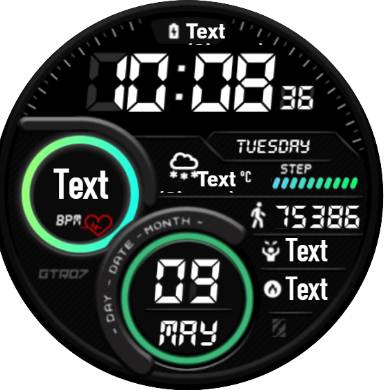 Text
10:08 36
TUESDAY
STEP
Text °C
Text
BPM
75386
DAY - DATE - MONTH -
Text
GTR07
09
Text
MAY